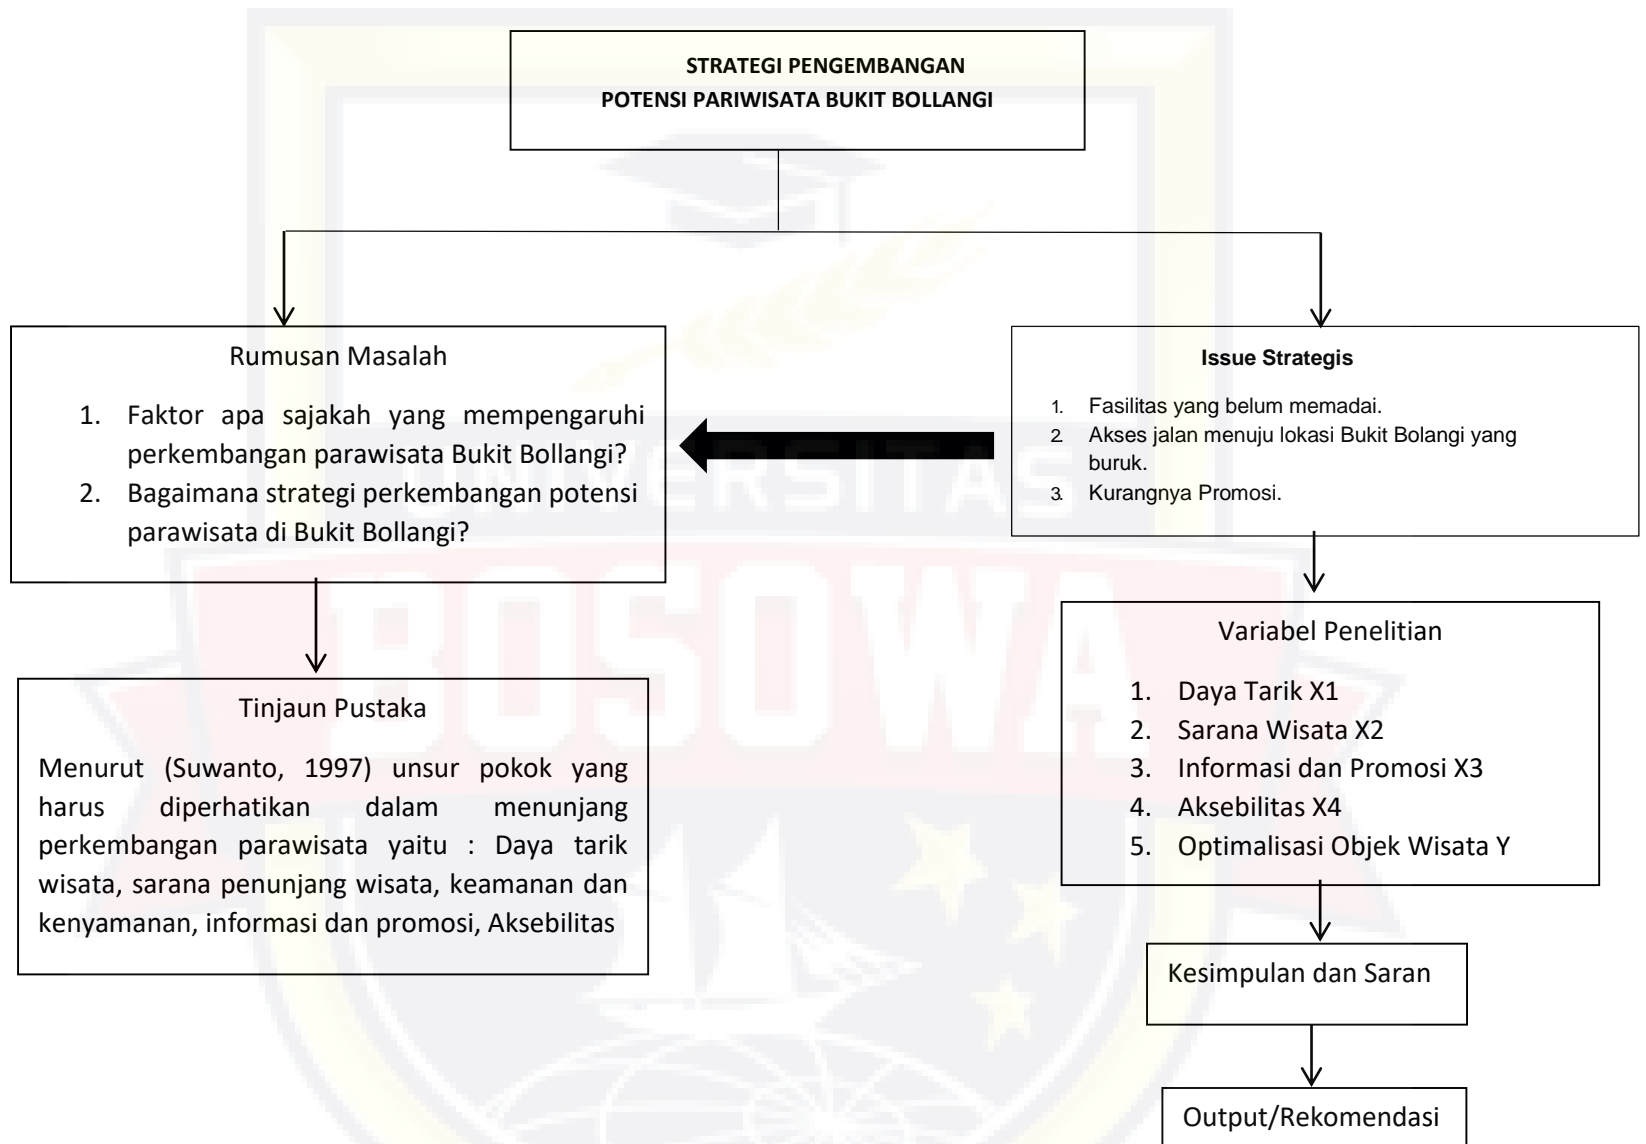 STRATEGI PENGEMBANGAN
POTENSI PARIWISATA BUKIT BOLLANGI
Rumusan Masalah
1. Faktor apa sajakah yang mempengaruhi
perkembangan parawisata Bukit Bollangi?
2. Bagaimana strategi perkembangan potensi
parawisata di Bukit Bollangi?
Issue Strategis
1. Fasilitas yang belum memadai.
2. Akses jalan menuju lokasi Bukit Bolangi yang
buruk.
3. Kurangnya Promosi.
UNIVERSITAS
BOSOWA
Tinjaun Pustaka
Menurut (Suwanto, 1997) unsur pokok yang
harus diperhatikan dalam menunjang
perkembangan parawisata yaitu : Daya tarik
wisata, sarana penunjang wisata, keamanan dan
kenyamanan, informasi dan promosi, Aksebilitas
Variabel Penelitian
1. Daya Tarik X1
2. Sarana Wisata X2
3. Informasi dan Promosi X3
4. Aksebilitas X4
5. Optimalisasi Objek Wisata Y
Kesimpulan dan Saran
Output/Rekomendasi